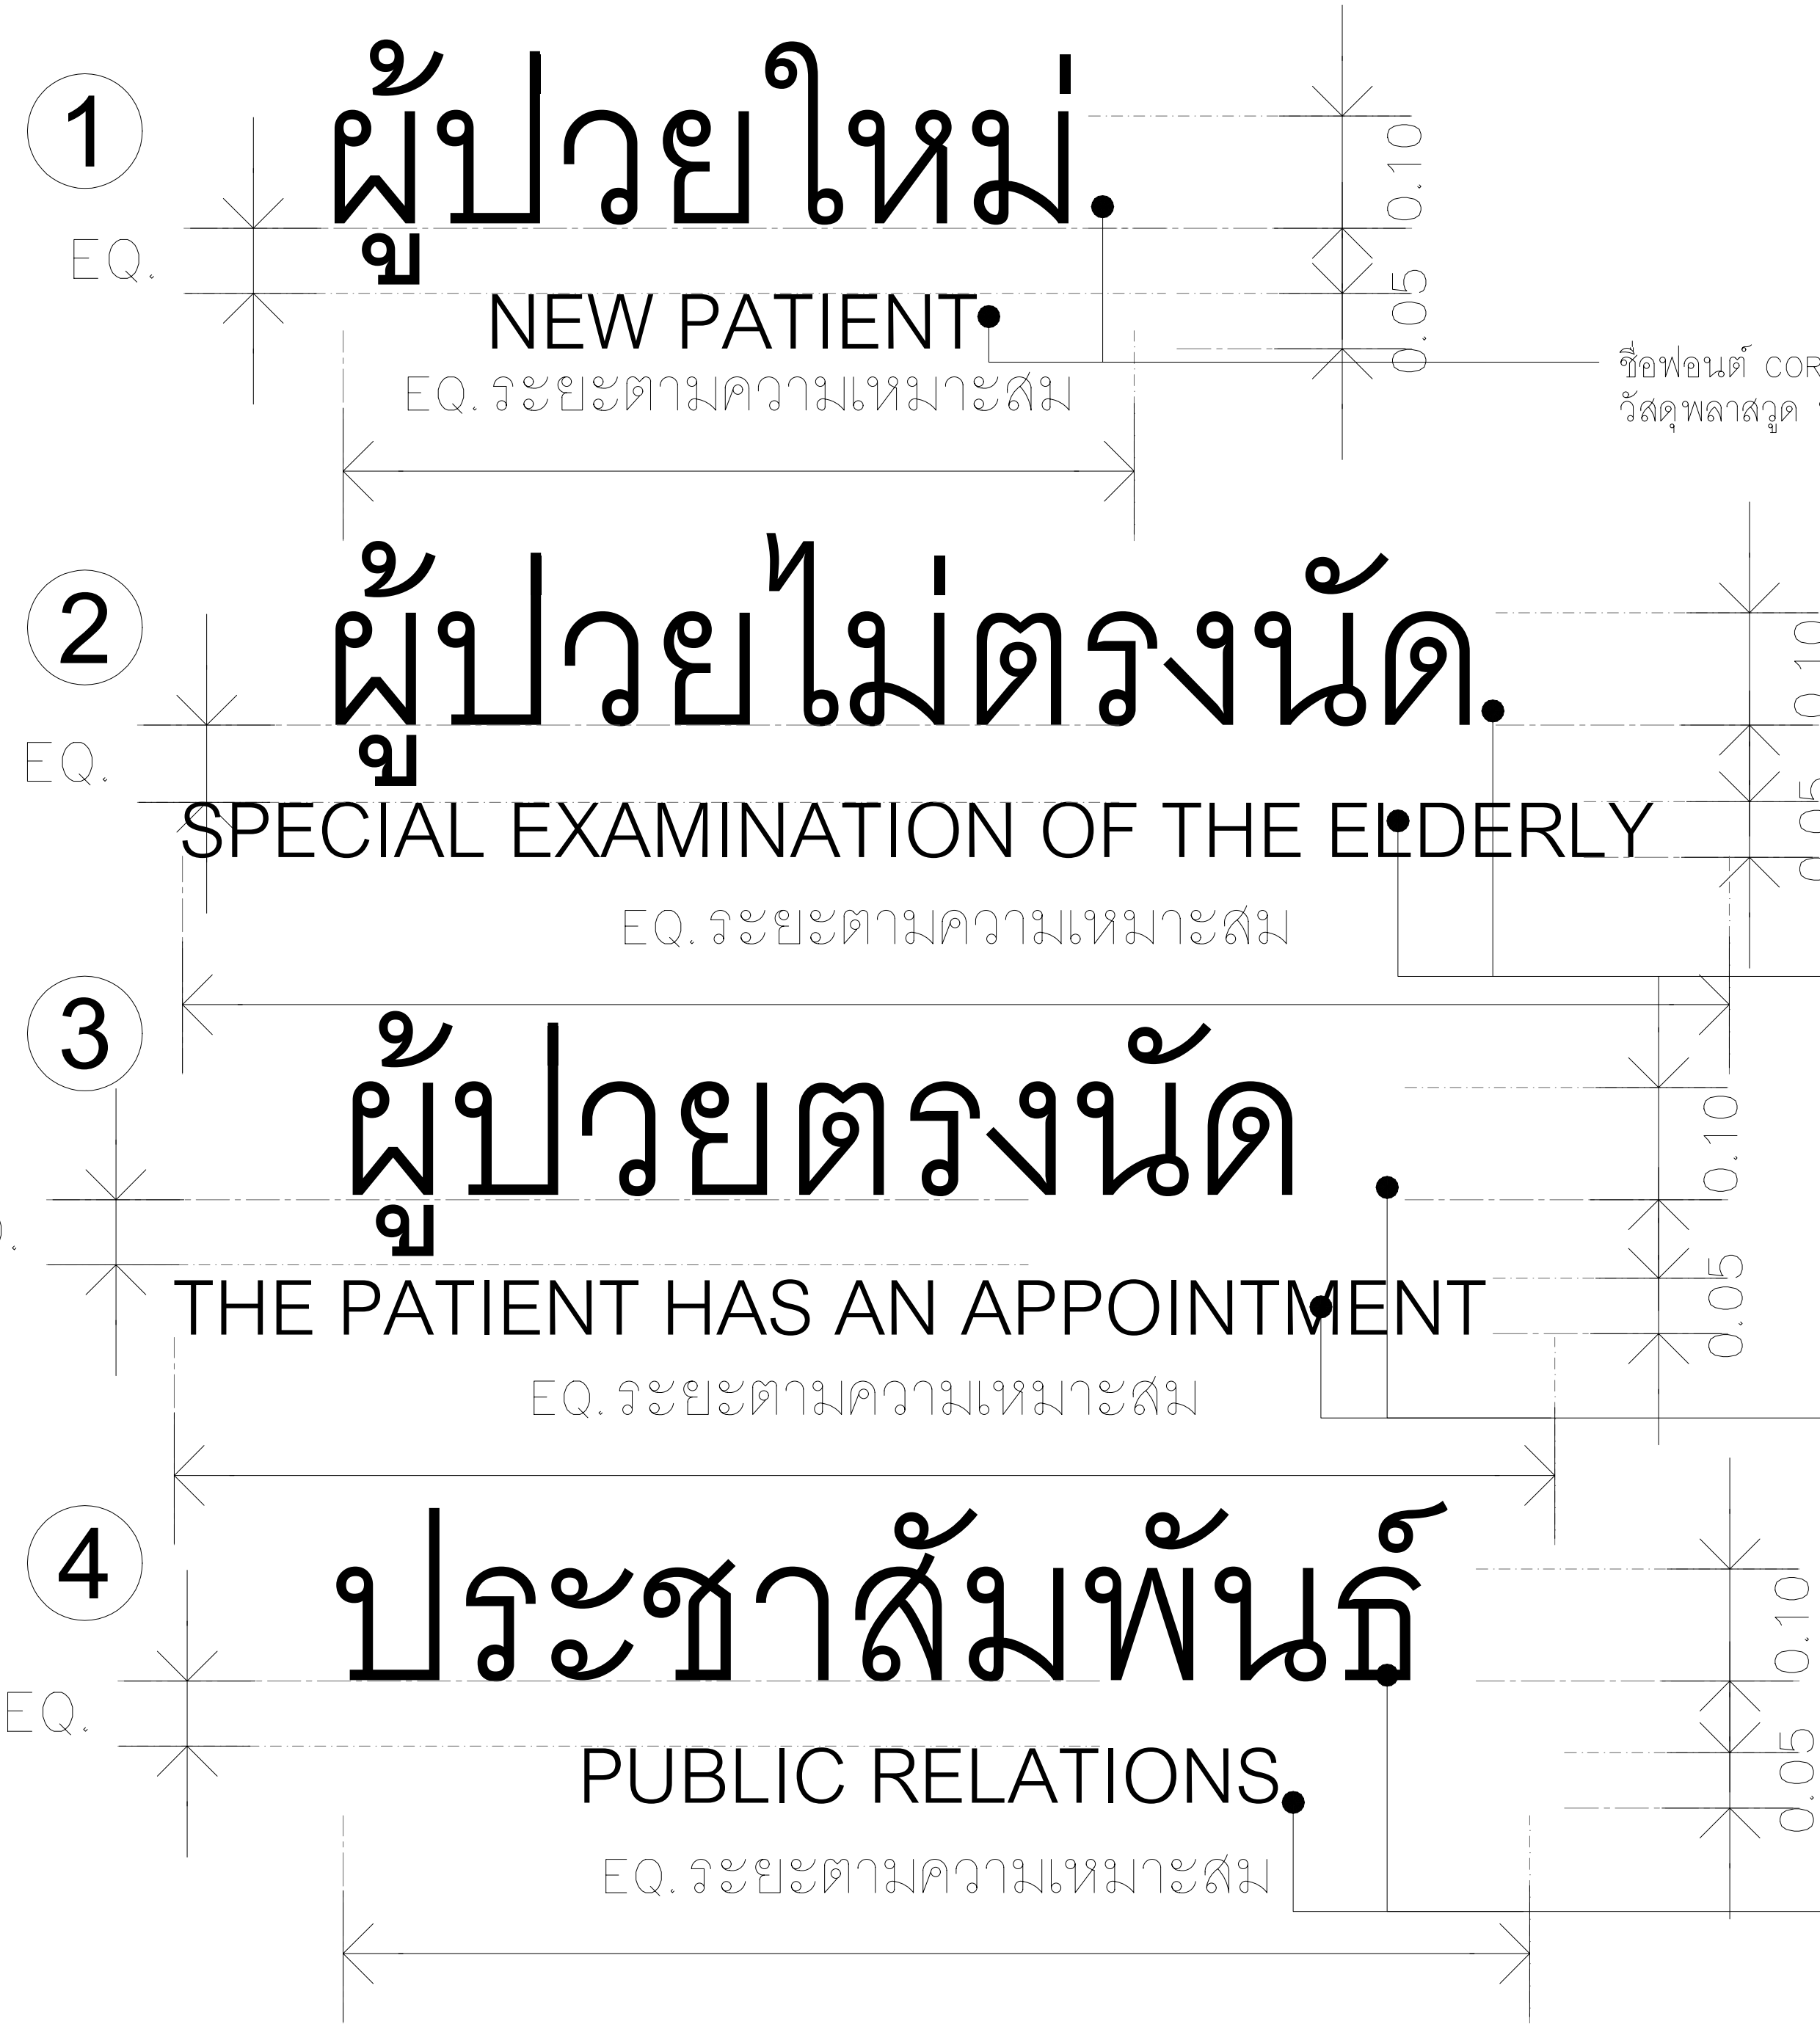 1
ผู้ป่วยใหม่
0.10
EQ.
0.05
NEW PATIENT
ชื่อฟอนต์ COR
วัสดุพลาสวูด
EQ.ระยะตามความเหมาะสม
2
ผู้ป่วยไม่ตรงนัด
0.10
EQ.
0.05
SPECIAL EXAMINATION OF THE ELDERLY
EQ.ระยะตามความเหมาะสม
3
ผู้ป่วยตรงนัด
0.10
0.05
THE PATIENT HAS AN APPOINTMENT
EQ.ระยะตามความเหมาะสม
4
ประชาสัมพันธ์
0.10
EQ.
0.05
PUBLIC RELATIONS
EQ.ระยะตามความเหมาะสม